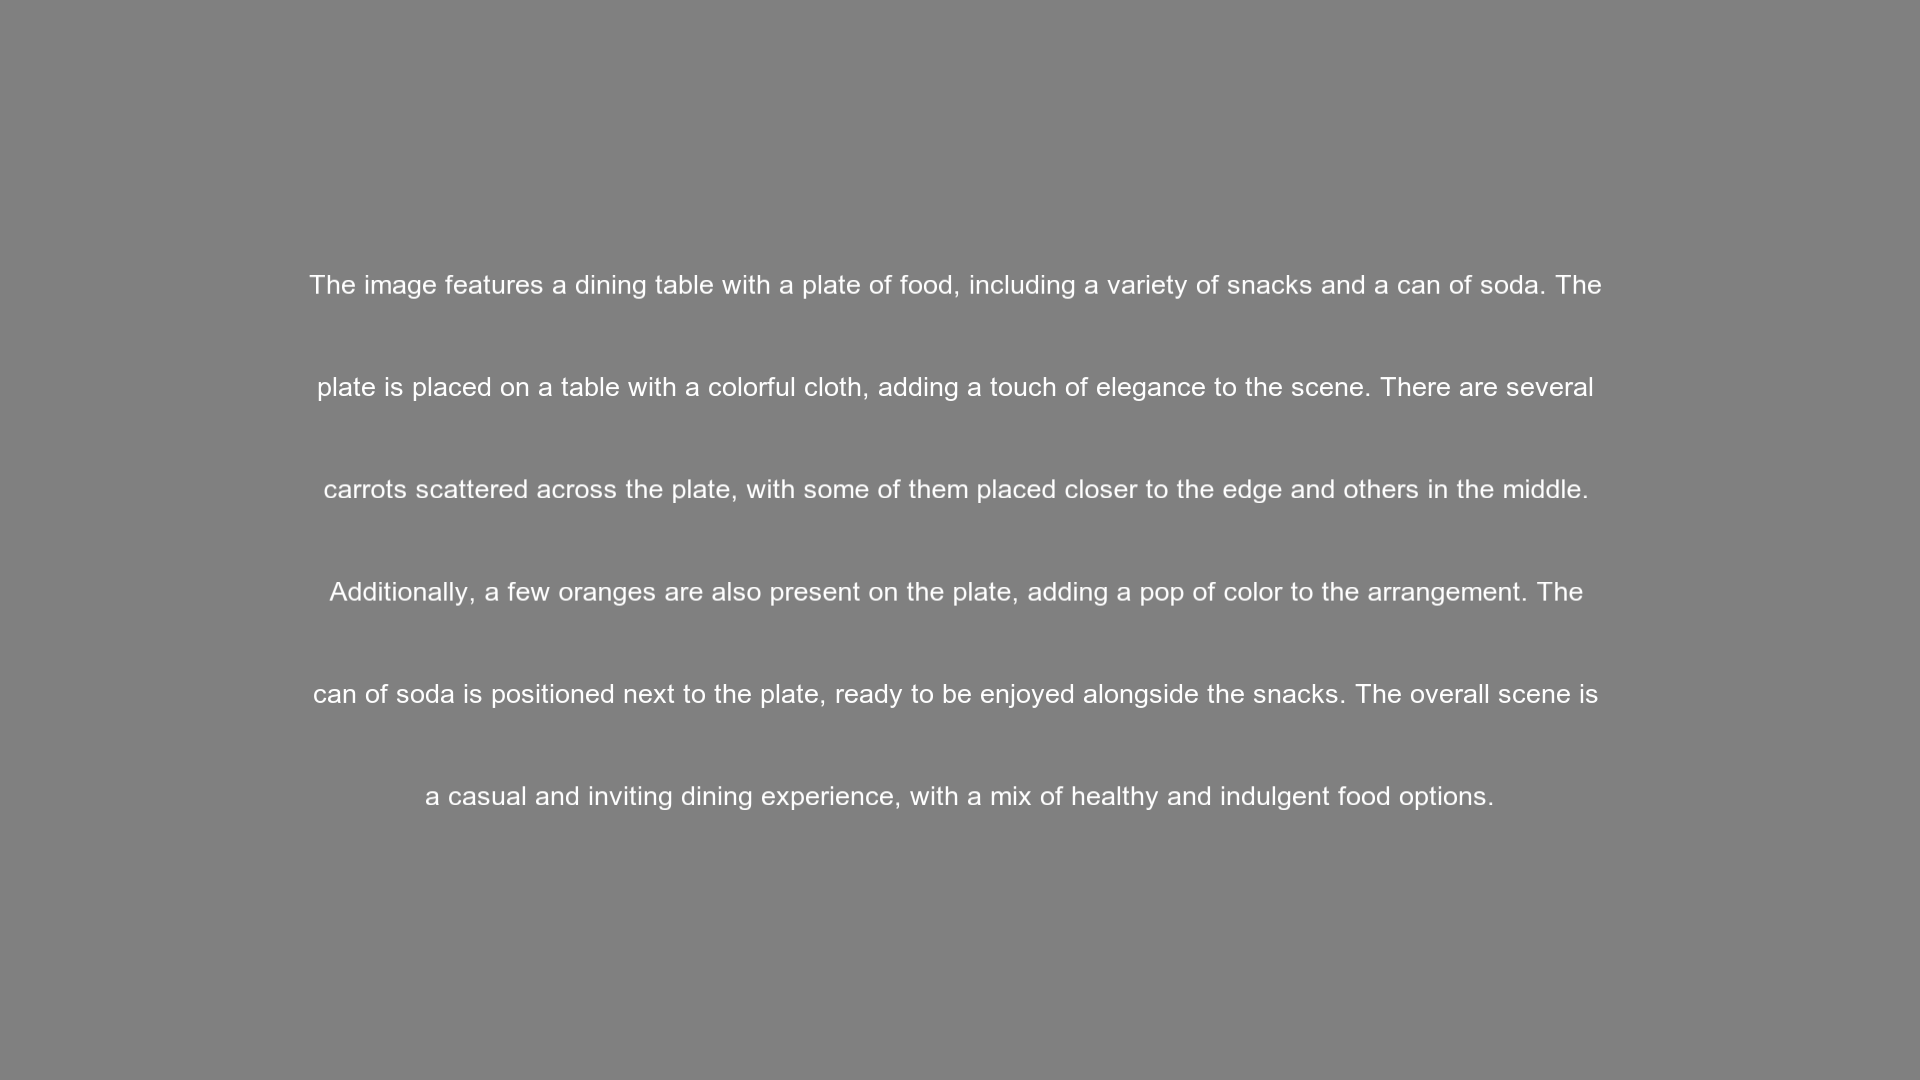 The image features a dining table with a plate of food, including a variety of snacks and a can of soda. The
plate is placed on a table with a colorful cloth, adding a touch of elegance to the scene. There are several
carrots scattered across the plate, with some of them placed closer to the edge and others in the middle.
Additionally, a few oranges are also present on the plate, adding a pop of color to the arrangement. The
can of soda is positioned next to the plate, ready to be enjoyed alongside the snacks. The overall scene is
a casual and inviting dining experience, with a mix of healthy and indulgent food options.